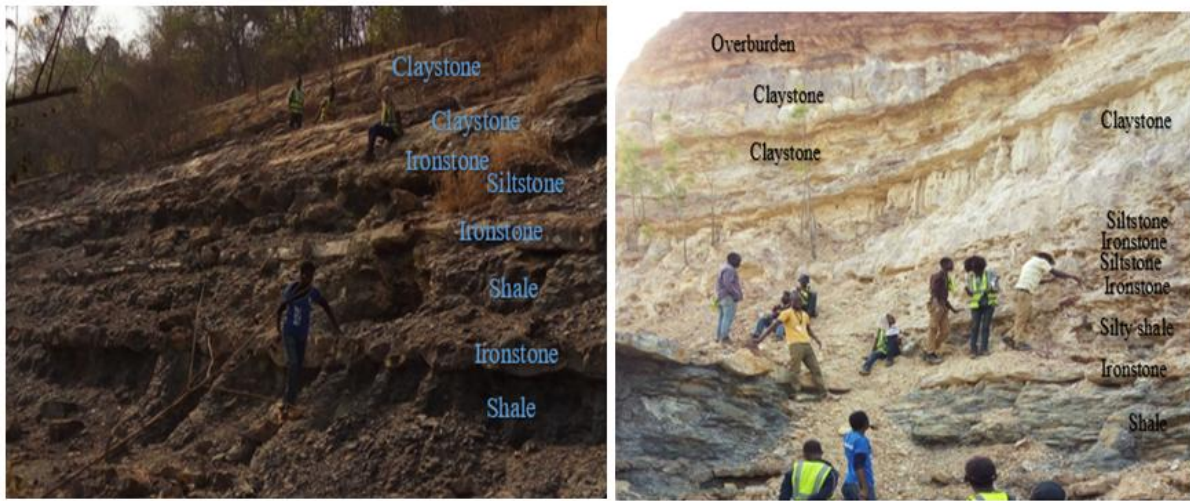 Claystone
Claystone
Ironstone
Siltstone
Ironstone
Shale
Ironstone
Shale
Overburden
Claystone
Claystone
Claystone
Siltstone
Ironstone
Siltstone
Ironstone
Silty shale
Ironstone
Shale